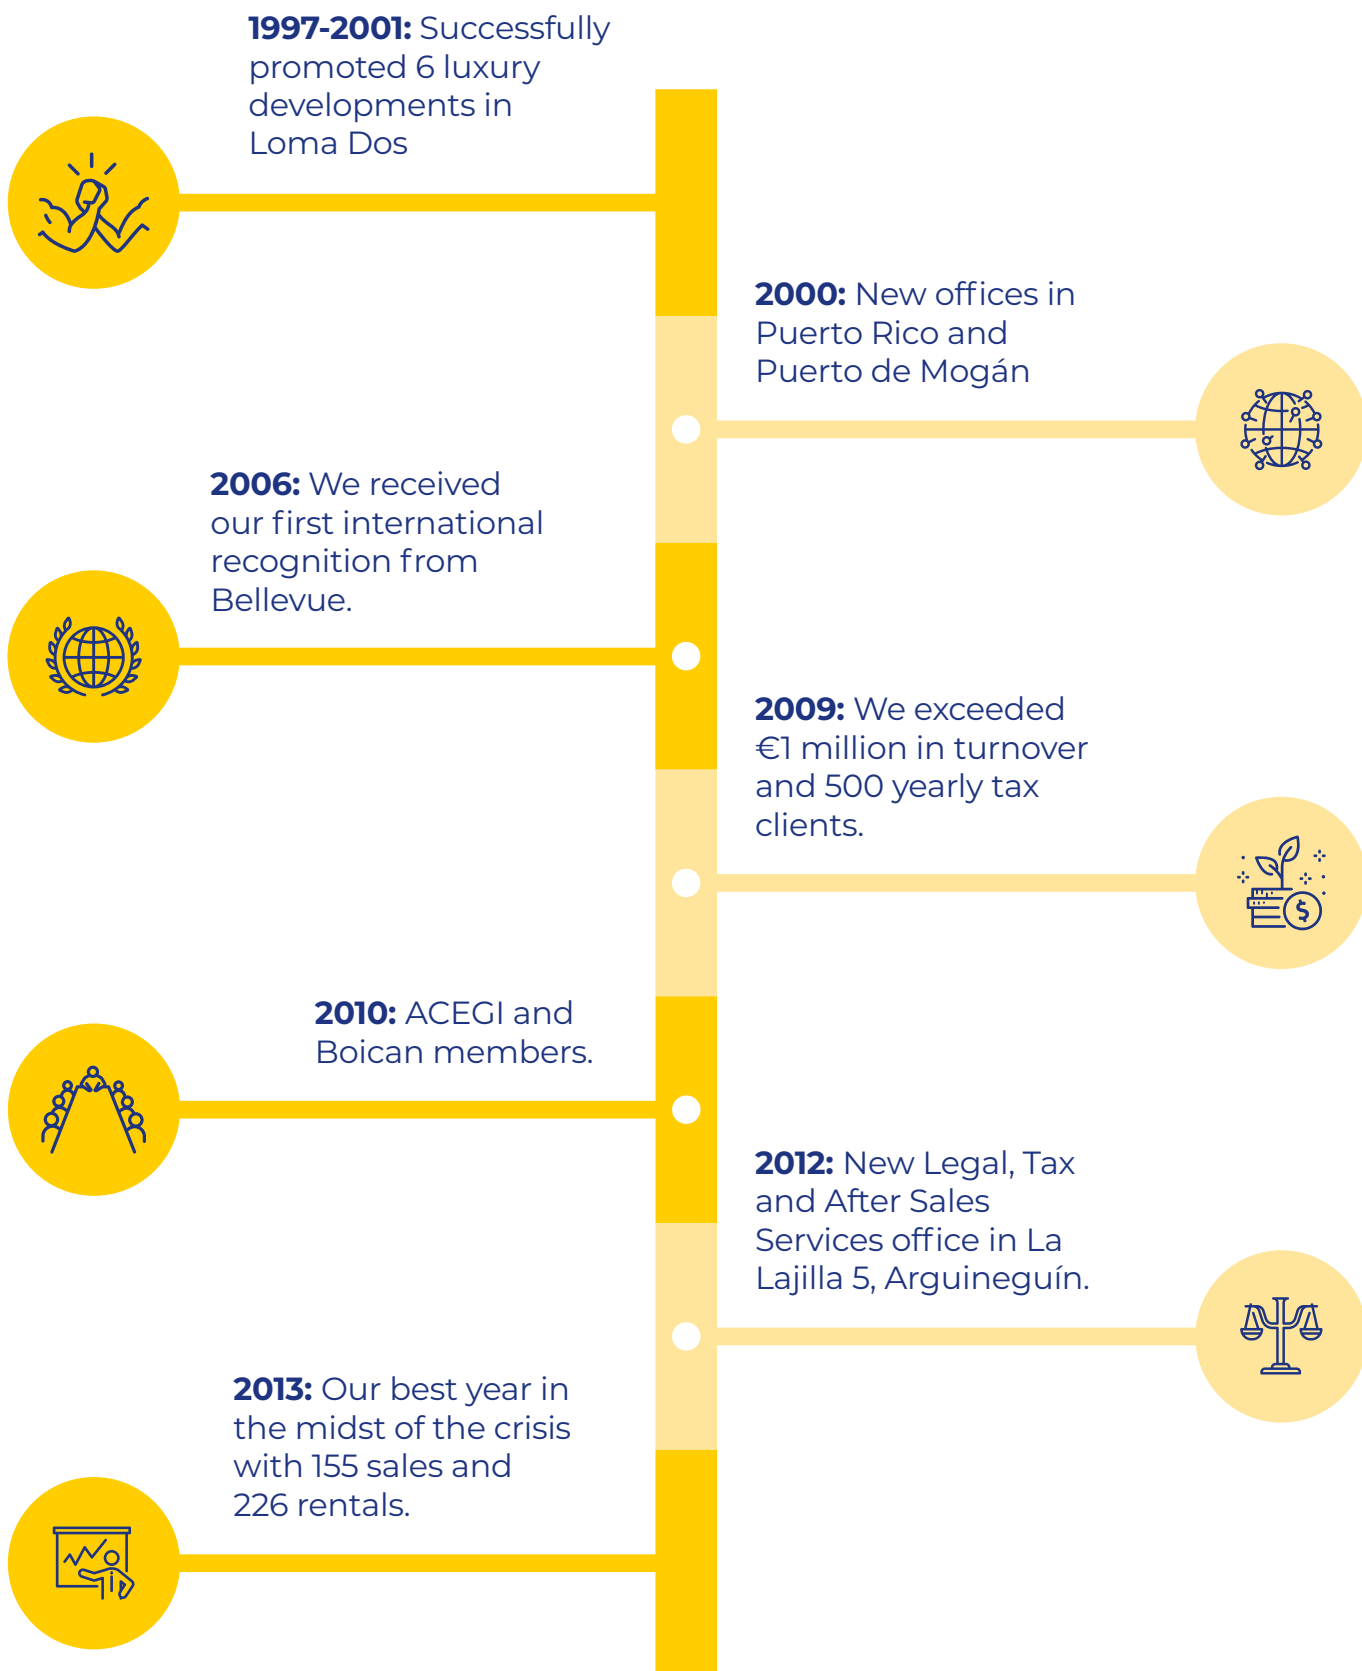 1997-2001: Successfully
promoted 6 luxury
developments in
Loma Dos
2000: New offices in
Puerto Rico and
Puerto de Mogán
2006: We received
our first international
recognition from
Bellevue.
2009: We exceeded
€1 million in turnover
and 500 yearly tax
clients.
$
2010: ACEGI and
Boican members.
2012: New Legal, Tax
and After Sales
Services office in La
Lajilla 5, Arguineguín.
2013: Our best year in
the midst of the crisis
with 155 sales and
226 rentals.